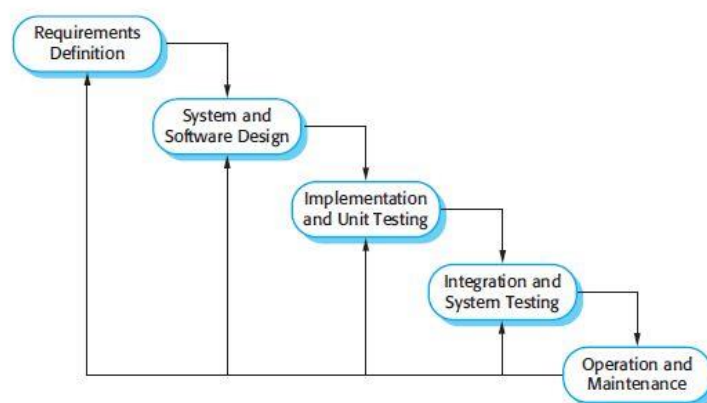 Requirements
Definition
System and
Software Design
Implementation
and Unit Testing
Integration and
System Testing
Operation and
Maintenance